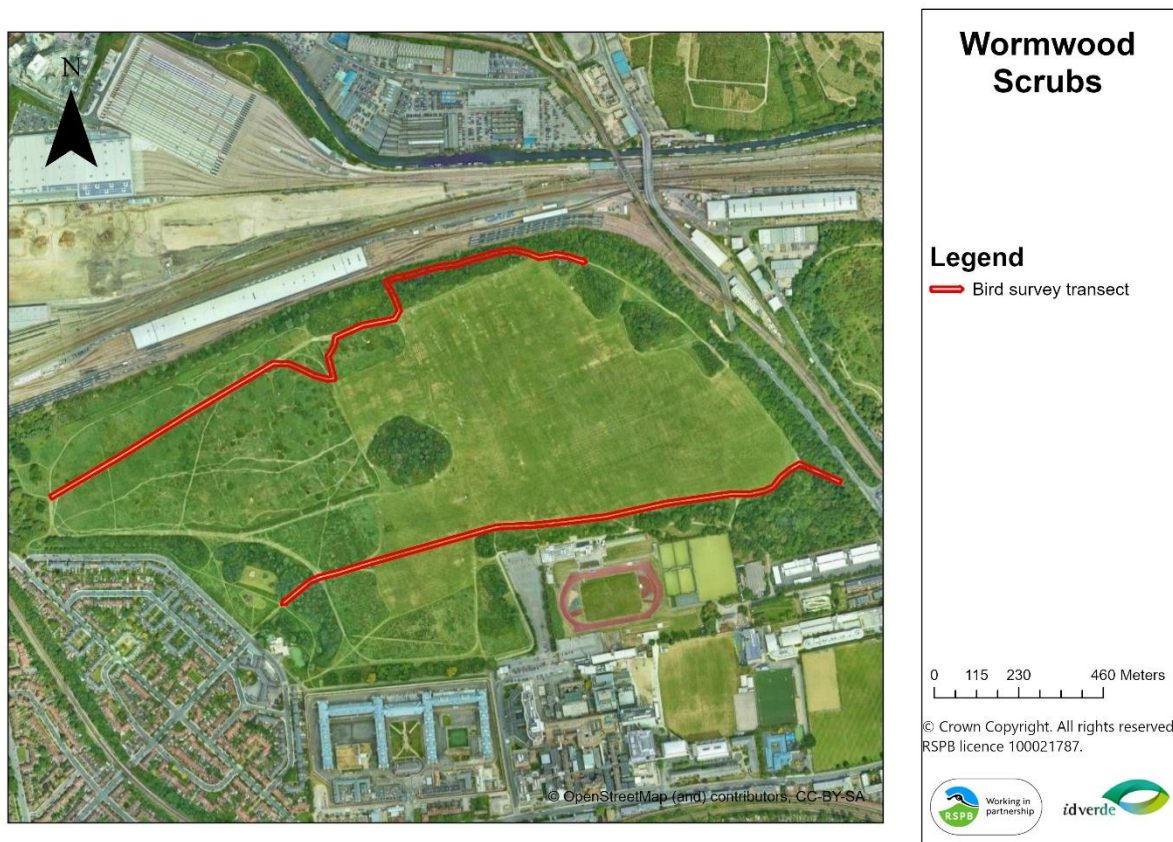 N
© OpenStreetMap (and) contributors, CC-BY-SA
Wormwood
Scrubs
Legend
Bird survey transect
0 115 230 460 Meters
© Crown Copyright. All rights reserved
RSPB licence 100021787.
RSPB
Working in
partnership
idverde